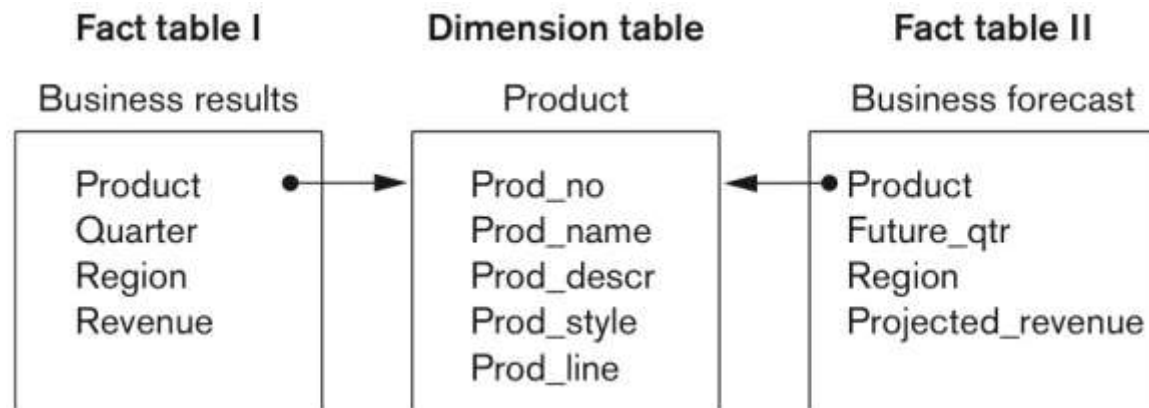 Fact table I
Business results
Product
Quarter
Region
Revenue
Dimension table
Product
Prod_no
Prod_name
Prod_descr
Prod_style
Prod_line
Fact table II
Business forecast
Product
Future_qtr
Region
Projected_revenue